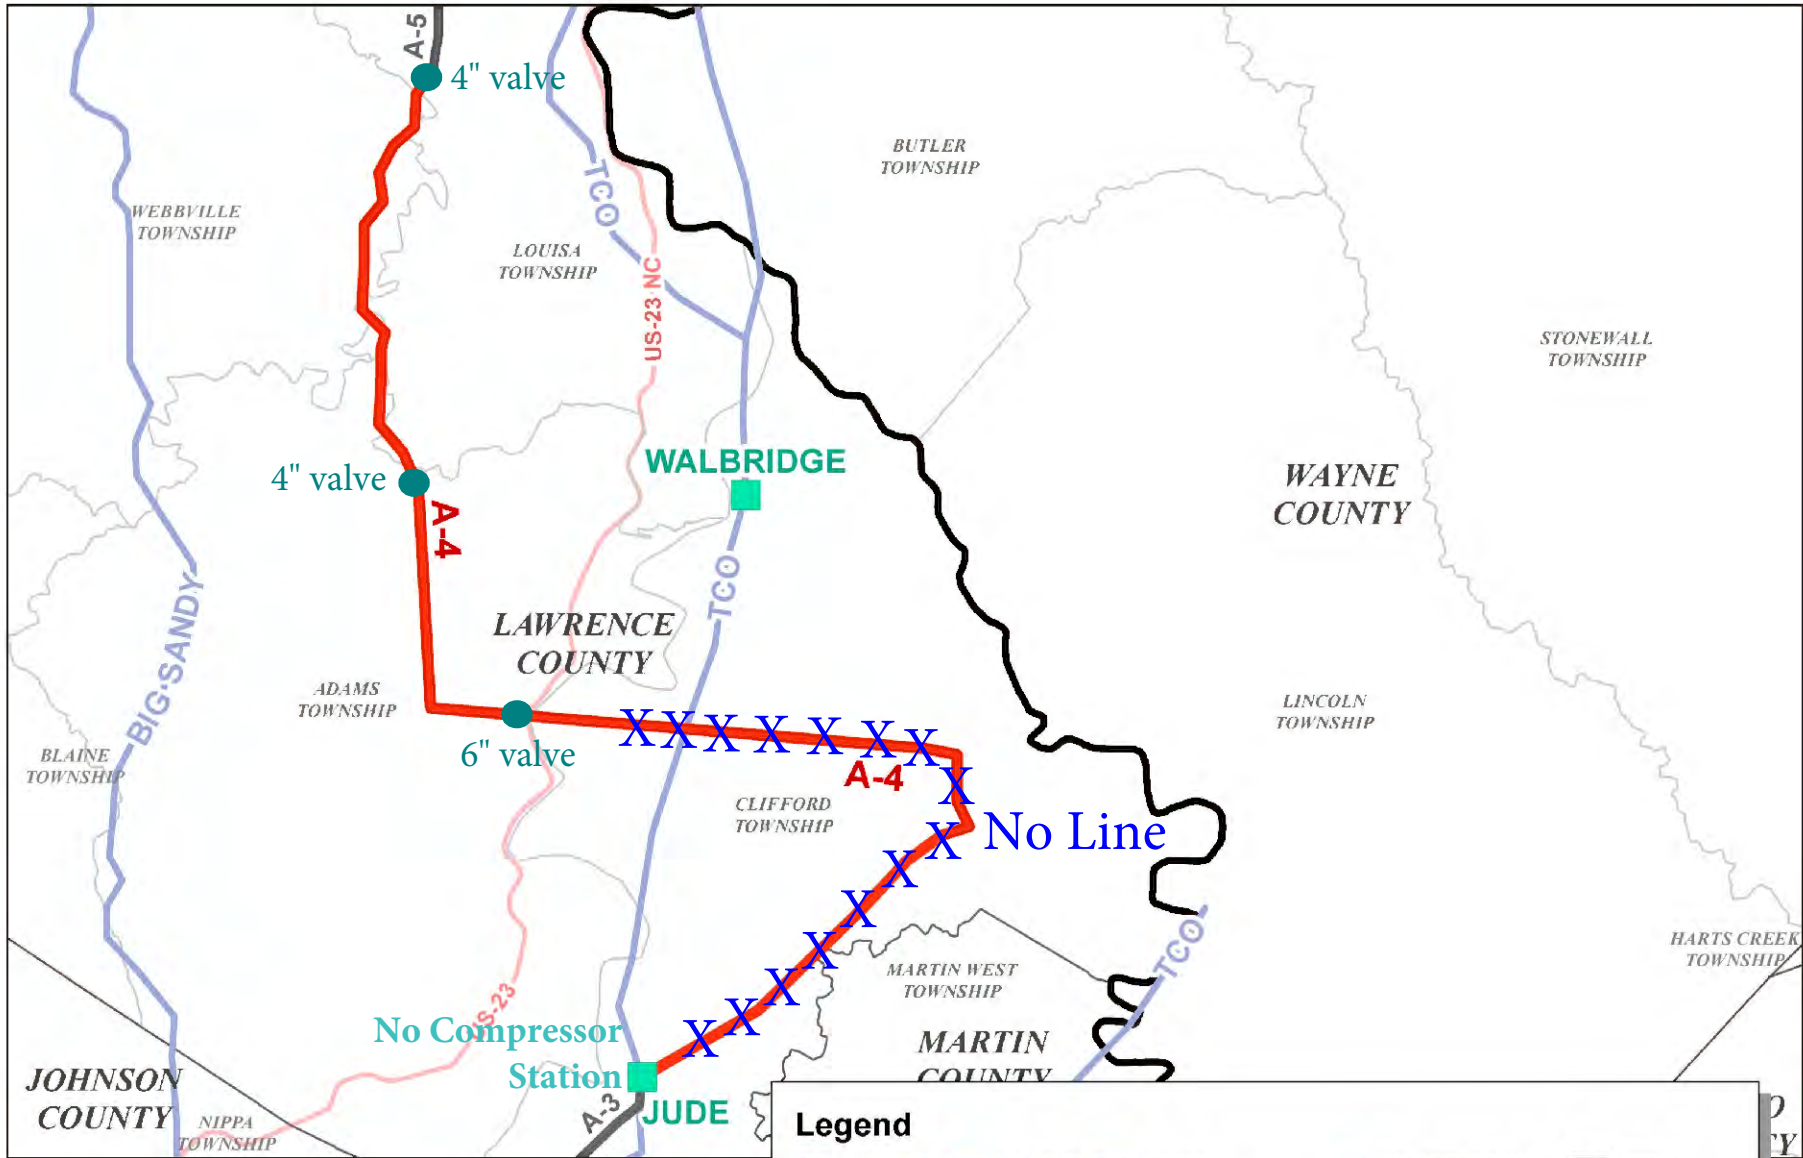 A-5
4" valve
BUTLER
TOWNSHIP
TCO
WEBBVILLE
TOWNSHIP
LOUISA
TOWNSHIP
US-23 NC
STONEWALL
TOWNSHIP
WALBRIDGE
4" valve
WAYNE
COUNTY
A-4
TCO
BIG SANDY
LAWRENCE
COUNTY
ADAMS
TOWNSHIP
LINCOLN
TOWNSHIP
X X X X X X X
6" valve
BLAINE
TOWNSHIP
A-4
X
CLIFFORD
TOWNSHIP
X
No Line
X
X
X
X
X
X
TCO
HARTS CREEK
TOWNSHIP
MARTIN WEST
TOWNSHIP
US-23
No Compressor
Station
MARTIN
COUNTY
JOHNSON
COUNTY
A-3
JUDE
NIPPA
TOWNSHIP
Legend